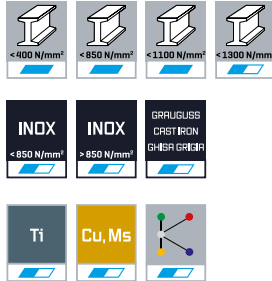 <400 N/mm² <850 N/mm² <1100 N/mm² <1300 N/mm²
INOX INOX GRAUGUSS
CAST IRON
GHISA GRIGIA
<850 N/mm² >850 N/mm²
Ti Cu, Ms